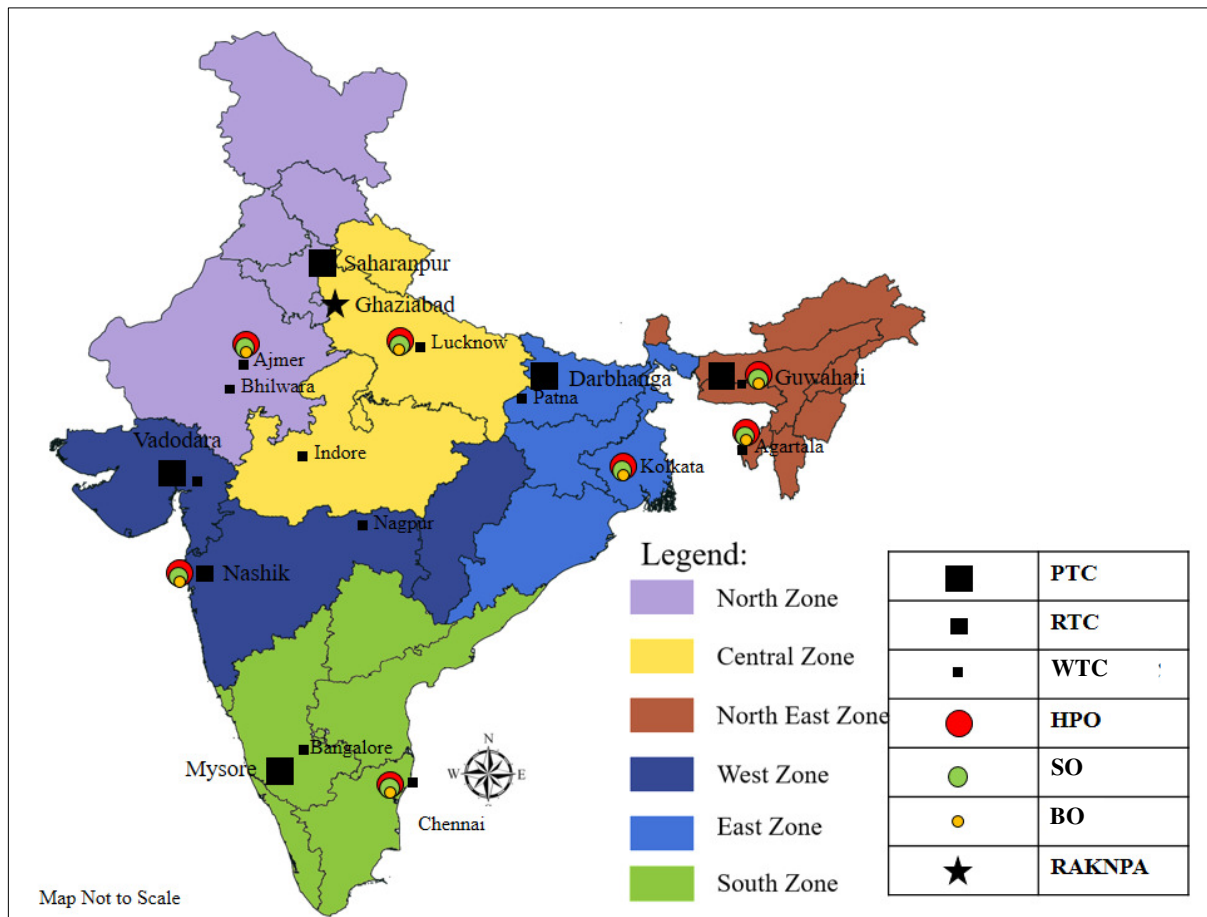 Saharanpur
Ghaziabad
Lucknow
Ajmer
Bhilwara
Darbhanga
Guwahati
Patna
Vadodara
Indore
Agartala
Kolkata
Nagpur
Nashik
Bangalore
Mysore
Chennai
N
W
E
S
Map Not to Scale
Legend:
North Zone
Central Zone
North East Zone
West Zone
East Zone
South Zone
PTC
RTC
WTC
HPO
SO
BO
RAKNPA